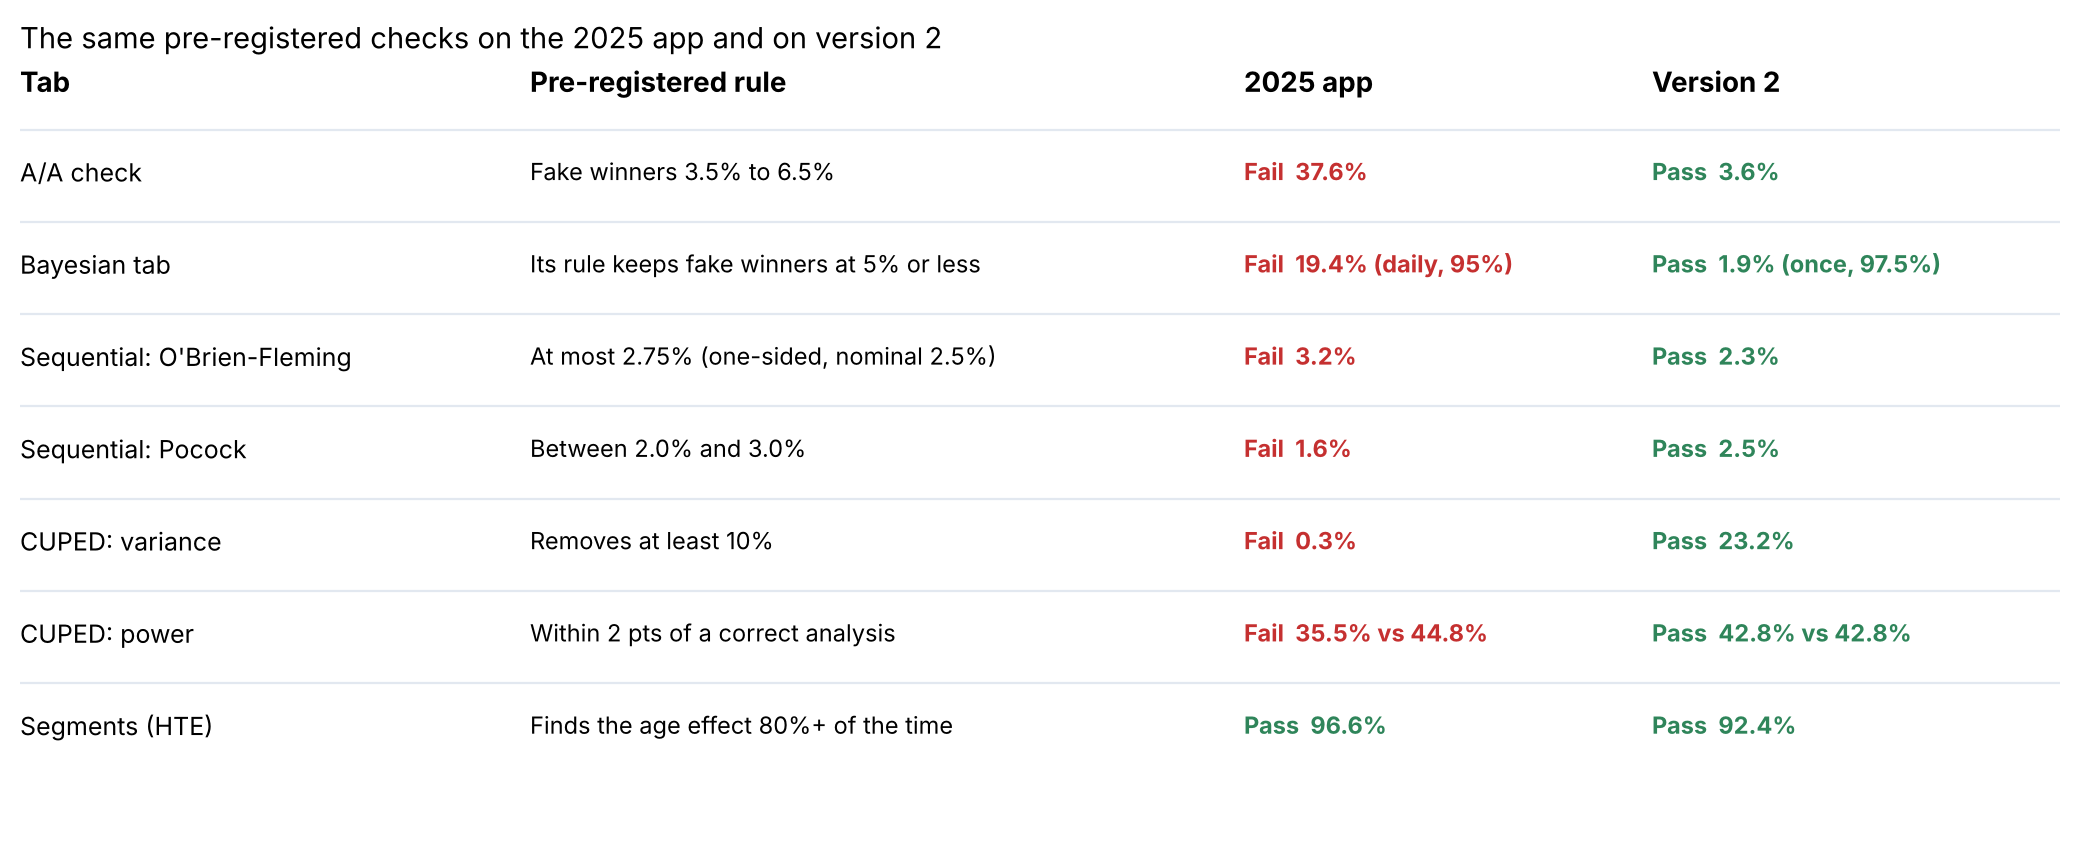 The same pre-registered checks on the 2025 app and on version 2
Tab Pre-registered rule 2025 app Version 2
A/A check Fake winners 3.5% to 6.5% Fail 37.6% Pass 3.6%
Bayesian tab Its rule keeps fake winners at 5% or less Fail 19.4% (daily, 95%) Pass 1.9% (once, 97.5%)
Sequential: O'Brien-Fleming At most 2.75% (one-sided, nominal 2.5%) Fail 3.2% Pass 2.3%
Sequential: Pocock Between 2.0% and 3.0% Fail 1.6% Pass 2.5%
CUPED: variance Removes at least 10% Fail 0.3% Pass 23.2%
CUPED: power Within 2 pts of a correct analysis Fail 35.5% vs 44.8% Pass 42.8% vs 42.8%
Segments (HTE) Finds the age effect 80%+ of the time Pass 96.6% Pass 92.4%